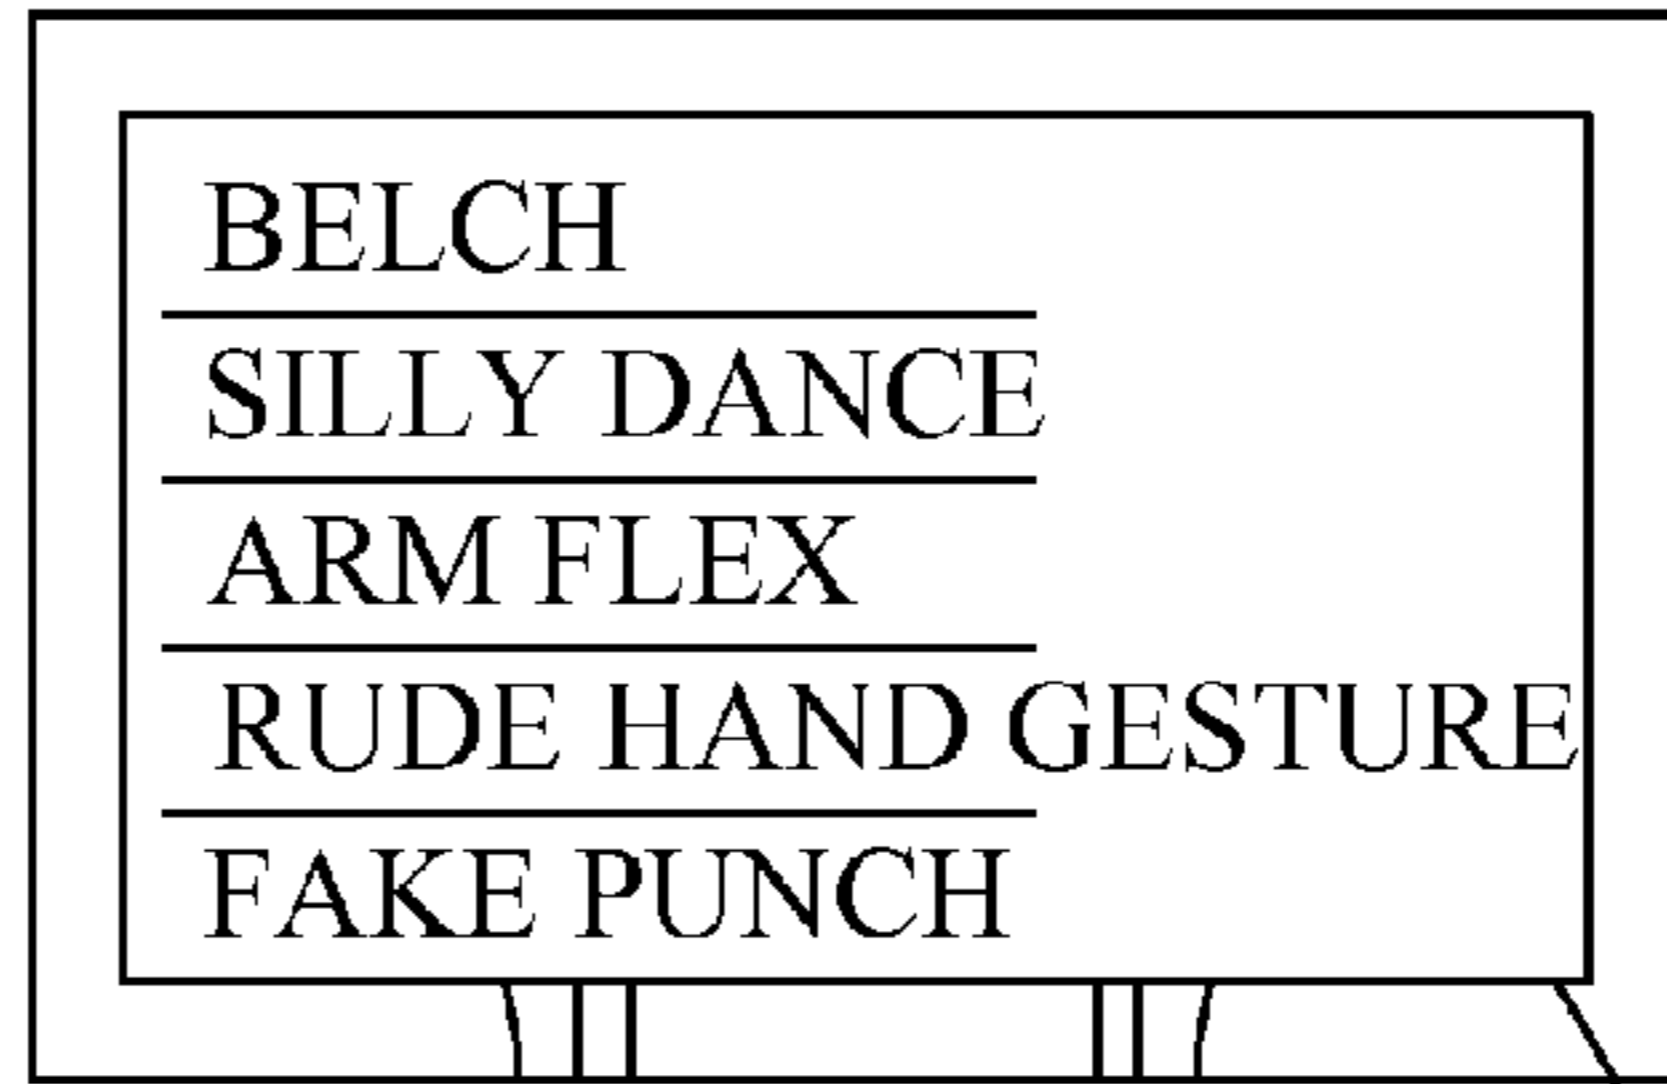 BELCH
SILLY DANCE
ARM FLEX
RUDE HAND GESTURE
FAKE PUNCH